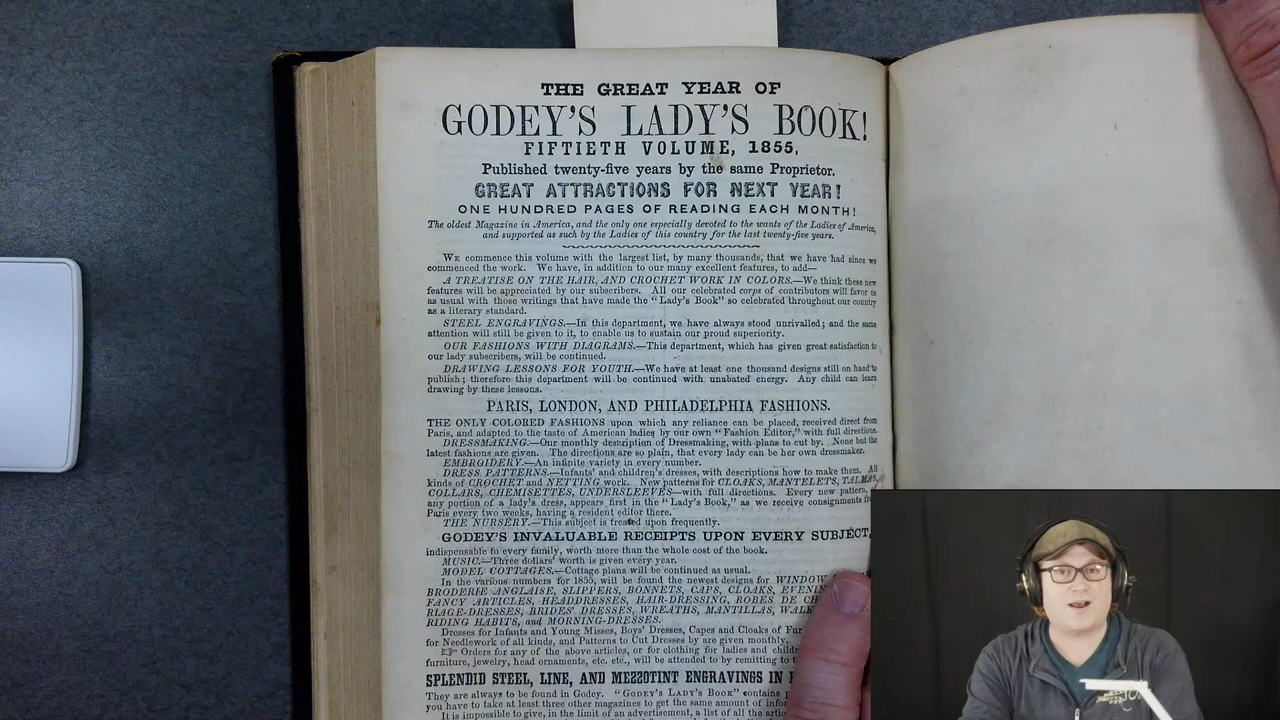 THE GREAT YEAR OF
GODEY'S LADY'S BOOK!
FIFTIETH VOLUME, 1855,
Published twenty-five years by the same Proprietor.
GREAT ATTRACTIONS FOR NEXT YEAR!
ONE HUNDRED PAGES OF READING EACH MONTH!
The oldest Magazine in America, and the only one especially devoted to the wants of the Ladies of America,
and supported as such by the Ladies of this country for the last twenty-five years.
WE commence this volume with the largest list, by many thousands, that we have had since we
commenced the work. We have, in addition to our many excellent features, to add—
A TREATISE ON THE HAIR, AND CROCHET WORK IN COLORS.—We think these new
features will be appreciated by our subscribers. All our celebrated corps of contributors will favor us
as usual with those writings that have made the "Lady's Book" so celebrated throughout our country
as a literary standard.
STEEL ENGRAVINGS.—In this department, we have always stood unrivalled; and the same
attention will still be given to it, to enable us to sustain our proud superiority.
OUR FASHIONS WITH DIAGRAMS.—This department, which has given great satisfaction to
our lady subscribers, will be continued.
DRAWING LESSONS FOR YOUTH.—We have at least one thousand designs still on hand to
publish; therefore this department will be continued with unabated energy. Any child can learn
drawing by these lessons.
PARIS, LONDON, AND PHILADELPHIA FASHIONS.
THE ONLY COLORED FASHIONS upon which any reliance can be placed, received direct from
Paris, and adapted to the taste of American ladies by our own "Fashion Editor," with full directions.
DRESSMAKING.—Our monthly description of Dressmaking, with plans to cut by. None but the
latest fashions are given. The directions are so plain, that every lady can be her own dressmaker.
EMBROIDERY.—An infinite variety in every number.
DRESS PATTERNS.—Infants' and children's dresses, with descriptions how to make them. All
kinds of CROCHET and NETTING work. New patterns for CLOAKS, MANTELETS, TALMAS,
COLLARS, CHEMISETTES, UNDERSLEEVES—with full directions. Every new pattern,
any portion of a lady's dress, appears first in the "Lady's Book," as we receive consignments
Paris every two weeks, having a resident editor there.
THE NURSERY.—This subject is treated upon frequently.
GODEY'S INVALUABLE RECEIPTS UPON EVERY SUBJECT,
indispensable to every family, worth more than the whole cost of the book.
MUSIC.—Three dollars' worth is given every year.
MODEL COTTAGES.—Cottage plans will be continued as usual.
In the various numbers for 1855, will be found the newest designs for WINDOW
BRODERIE ANGLAISE, SLIPPERS, BONNETS, CAPS, CLOAKS,
FANCY ARTICLES, HEADDRESSES, HAIR-DRESSING, ROBES DE
RIAGE-DRESSES, BRIDES' DRESSES, WREATHS, MANTILLAS,
RIDING HABITS, and MORNING-DRESSES.
Dresses for Infants and Young Misses, Boys' Dresses, Capes and Cloaks of
for Needlework of all kinds, and Patterns to Cut Dresses by are given monthly.
☞ Orders for any of the above articles, or for clothing for ladies and
furniture, jewelry, head ornaments, etc. etc., will be attended to by remitting to
SPLENDID STEEL, LINE, AND MEZZOTINT ENGRAVINGS IN
They are always to be found in Godey. "GODEY'S LADY'S BOOK" contains
you have to take at least three other magazines to get the same amount of
It is impossible to give, in the limit of an advertisement, a list of all the